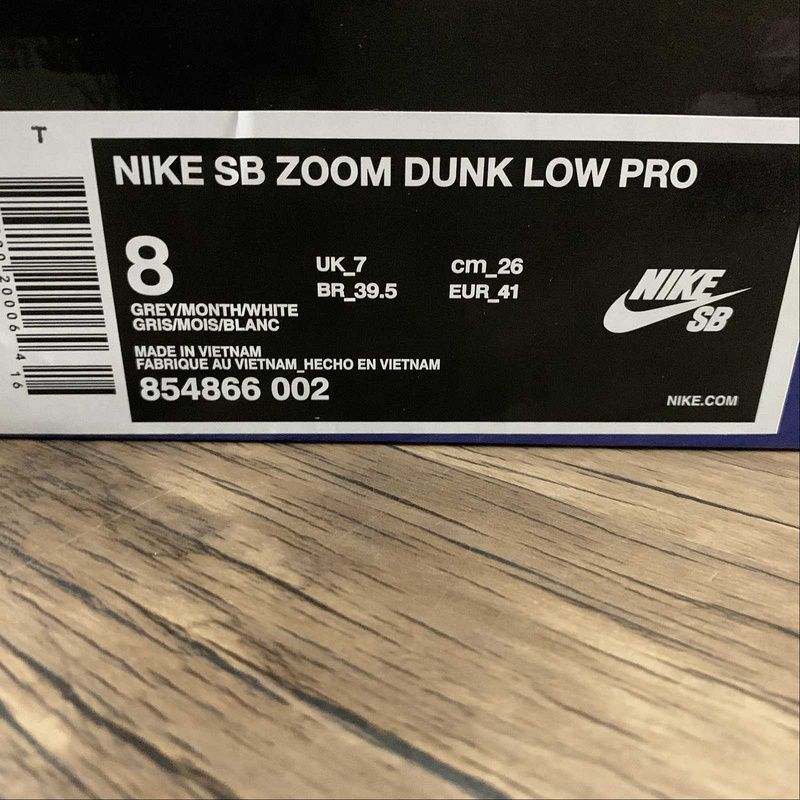 T
NIKE SB ZOOM DUNK LOW PRO
8
UK_7
cm_26
BR_39.5
EUR_41
GREY/MONTH/WHITE
GRIS/MOIS/BLANC
MADE IN VIETNAM
FABRIQUE AU VIETNAM_HECHO EN VIETNAM
854866 002
NIKE
SB
NIKE.COM